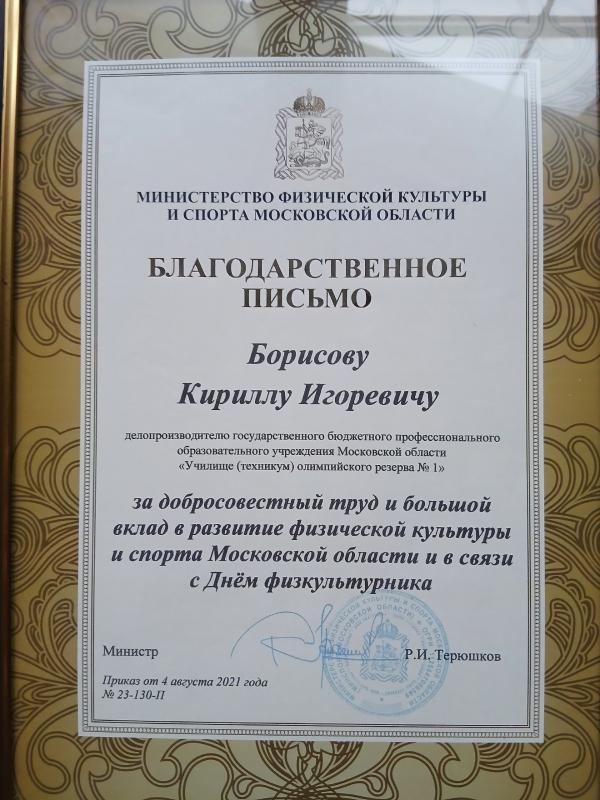 МИНИСТЕРСТВО ФИЗИЧЕСКОЙ КУЛЬТУРЫ
И СПОРТА МОСКОВСКОЙ ОБЛАСТИ
БЛАГОДАРСТВЕННОЕ
ПИСЬМО
Борисову
Кириллу Игоревичу
делопроизводителю государственного бюджетного профессионального
образовательного учреждения Московской области
«Училище (техникум) олимпийского резерва № 1»
за добросовестный труд и большой
вклад в развитие физической культуры
и спорта Московской области и в связи
с Днём физкультурника
Министр
Р.И. Терюшков
Приказ от 4 августа 2021 года
№ 23-130-П